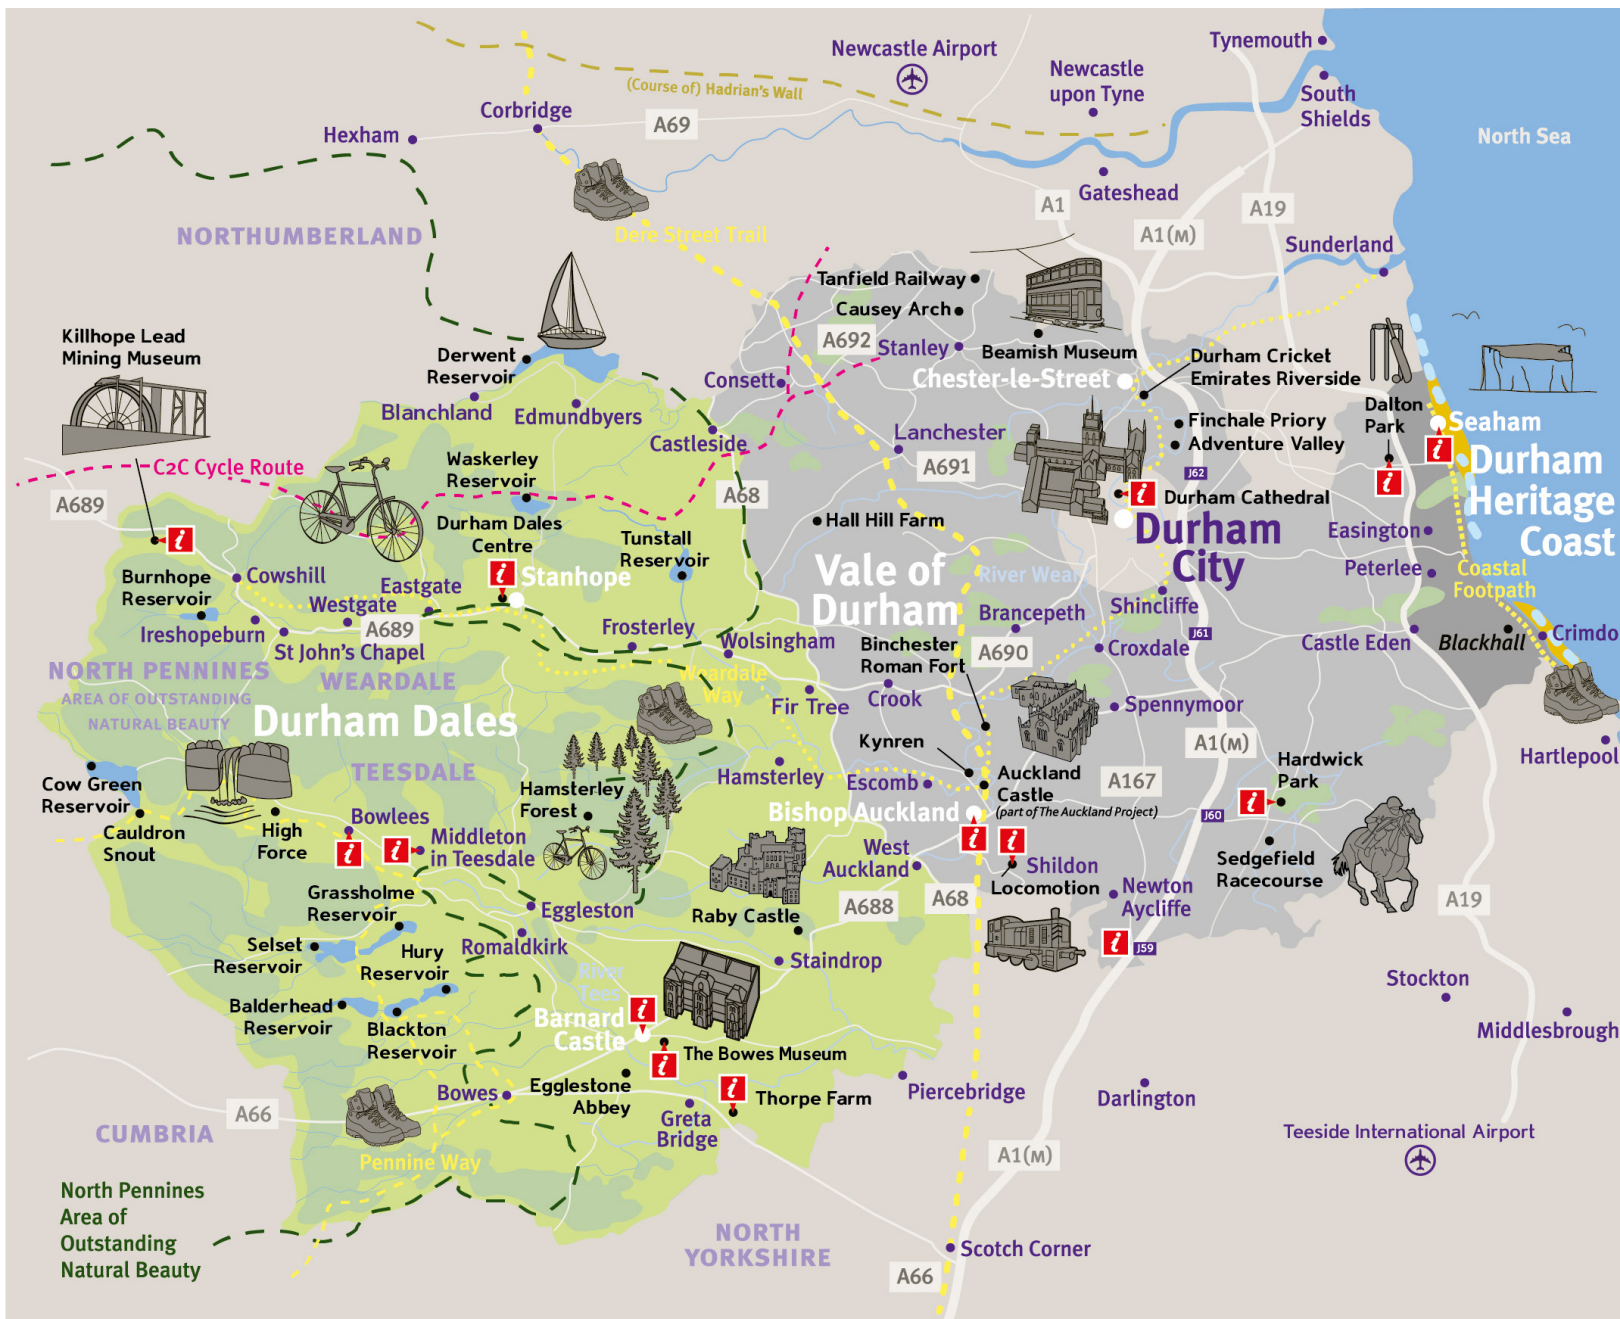 Newcastle Airport
Tynemouth
Newcastle
upon Tyne
South
Shields
(Course of) Hadrian's Wall
Corbridge
A69
Hexham
North Sea
Gateshead
A1
A19
A1(M)
NORTHUMBERLAND
Dere Street Trail
Sunderland
Tanfield Railway
Causey Arch
A692
Stanley
Beamish Museum
Chester-le-Street
Durham Cricket
Emirates Riverside
Killhope Lead
Mining Museum
Derwent
Reservoir
Blanchland
Edmundbyers
Consett
Castleside
Lanchester
A691
Finchale Priory
Adventure Valley
Dalton
Park
Seaham
Durham
Heritage
Coast
C2C Cycle Route
Waskerley
Reservoir
A689
A68
J62
i
i
i
Durham Cathedral
Durham
City
Hall Hill Farm
Durham Dales
Centre
Tunstall
Reservoir
i
i
Stanhope
Easington
Peterlee
Coastal
Footpath
Vale of
Durham
River Wear
Burnhope
Reservoir
Cowshill
Eastgate
Westgate
A689
Ireshopeburn
St John's Chapel
Frosterley
Wolsingham
Brancepeth
Shincliffe
J61
Binchester
Roman Fort
A690
Croxdale
Castle Eden
Blackhall
Crimdo
NORTH PENNINES
AREA OF OUTSTANDING
NATURAL BEAUTY
WEARDALE
Durham Dales
TEESDALE
Weardale
Way
Fir Tree
Crook
Spennymoor
Kynren
A1(M)
Hartlepool
Cow Green
Reservoir
Cauldron
Snout
High
Force
Hamsterley
Forest
Hamsterley
Escomb
Auckland
Castle
(part of The Auckland Project)
A167
Hardwick
Park
i
J60
Bishop Auckland
Bowlees
i
i
Middleton
in Teesdale
West
Auckland
i
i
Shildon
Locomotion
Sedgefield
Racecourse
Grassholme
Reservoir
Eggleston
Raby Castle
A688
A68
Newton
Aycliffe
A19
Selset
Reservoir
Hury
Reservoir
Romaldkirk
Staindrop
i
J59
River
Tees
Stockton
Balderhead
Reservoir
Blackton
Reservoir
Barnard
Castle
i
i
The Bowes Museum
Middlesbrough
Bowes
Egglestone
Abbey
i
Thorpe Farm
Greta
Bridge
Piercebridge
Darlington
A66
CUMBRIA
Pennine Way
A1(M)
Teeside International Airport
North Pennines
Area of
Outstanding
Natural Beauty
NORTH
YORKSHIRE
Scotch Corner
A66